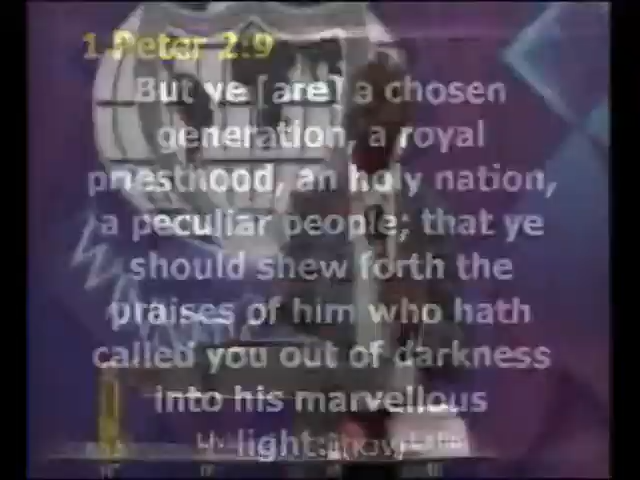 1 Peter 2:9
But ye [are] a chosen
generation, a royal
priesthood, an holy nation,
a peculiar people; that ye
should shew forth the
praises of him who hath
called you out of darkness
into his marvellous
light: (KJV)